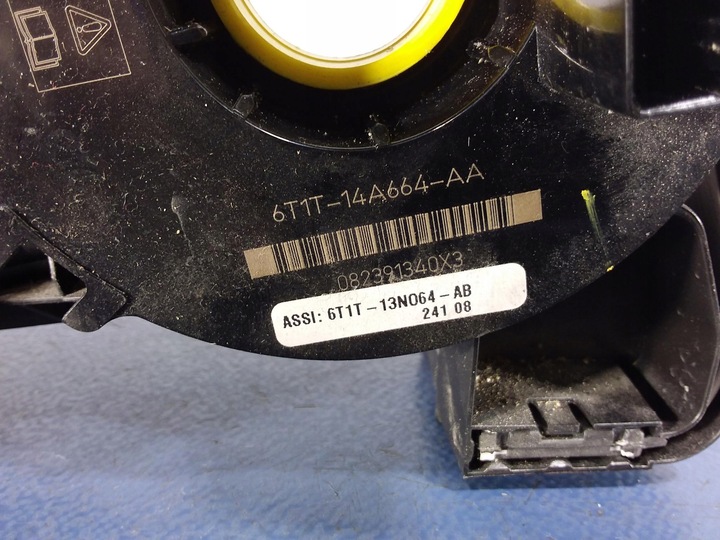 6T1T-14A664-AA
082391340X3
ASSI: 6T1T-13N064-AB
241 08